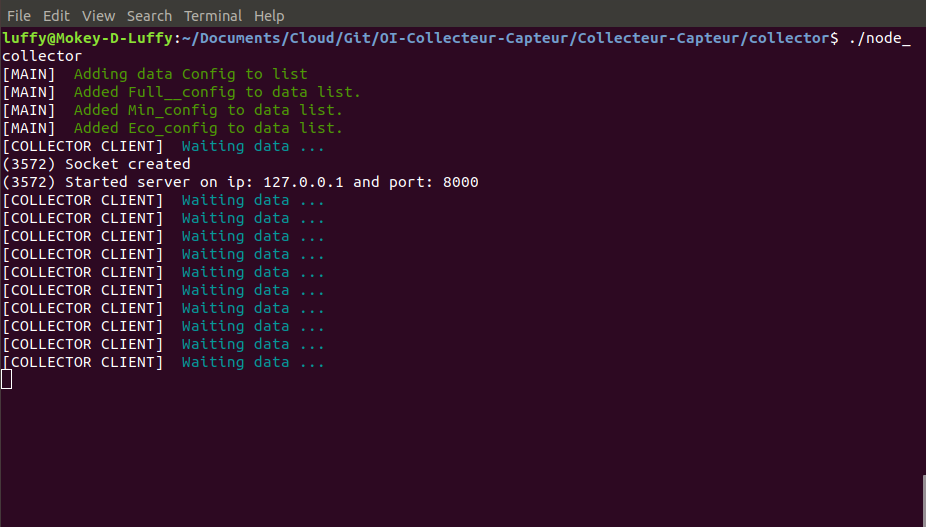 File Edit View Search Terminal Help
luffy@Mokey-D-Luffy:~/Documents/Cloud/Git/OI-Collecteur-Capteur/Collecteur-Capteur/collector$ ./node_
collector
[MAIN]  Adding data Config to list
[MAIN]  Added Full__config to data list.
[MAIN]  Added Min_config to data list.
[MAIN]  Added Eco_config to data list.
[COLLECTOR CLIENT]  Waiting data ...
(3572) Socket created
(3572) Started server on ip: 127.0.0.1 and port: 8000
[COLLECTOR CLIENT]  Waiting data ...
[COLLECTOR CLIENT]  Waiting data ...
[COLLECTOR CLIENT]  Waiting data ...
[COLLECTOR CLIENT]  Waiting data ...
[COLLECTOR CLIENT]  Waiting data ...
[COLLECTOR CLIENT]  Waiting data ...
[COLLECTOR CLIENT]  Waiting data ...
[COLLECTOR CLIENT]  Waiting data ...
[COLLECTOR CLIENT]  Waiting data ...
[COLLECTOR CLIENT]  Waiting data ...